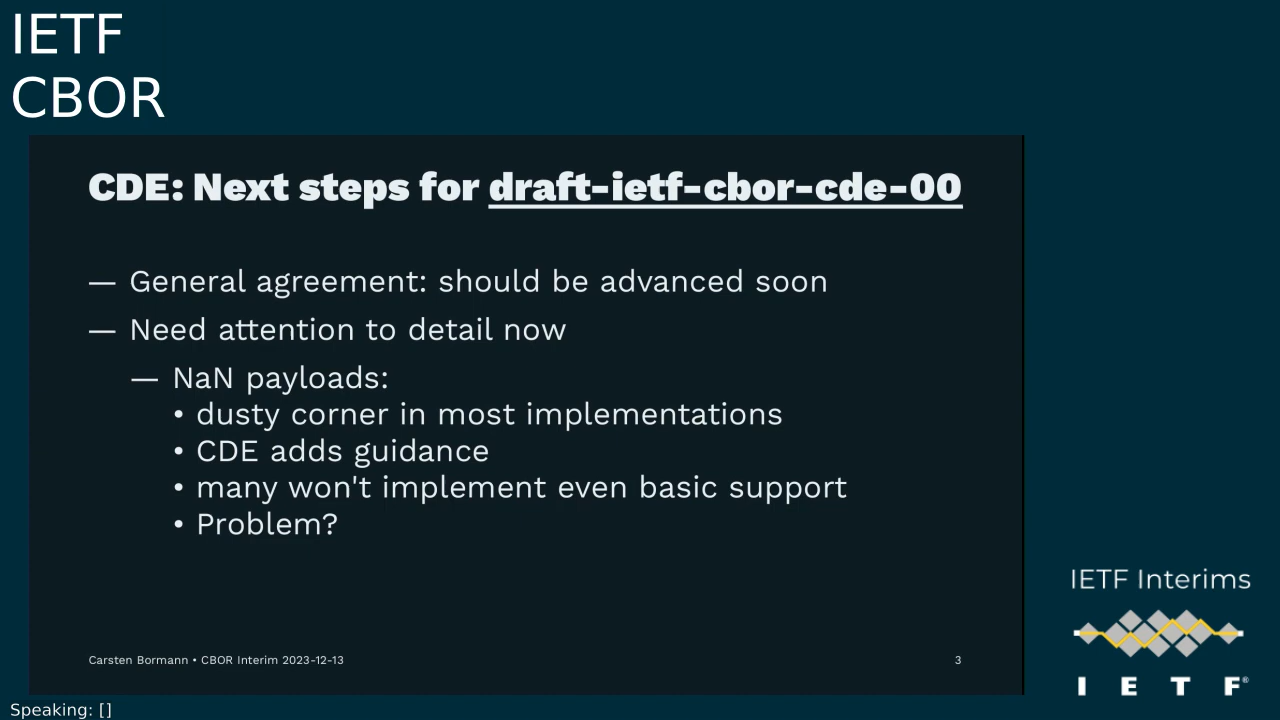 IETF
CBOR
CDE: Next steps for draft-ietf-cbor-cde-00
— General agreement: should be advanced soon
— Need attention to detail now
— NaN payloads:
• dusty corner in most implementations
• CDE adds guidance
• many won't implement even basic support
• Problem?
Carsten Bormann • CBOR Interim 2023-12-13
3
IETF Interims
I E T F®
Speaking: []